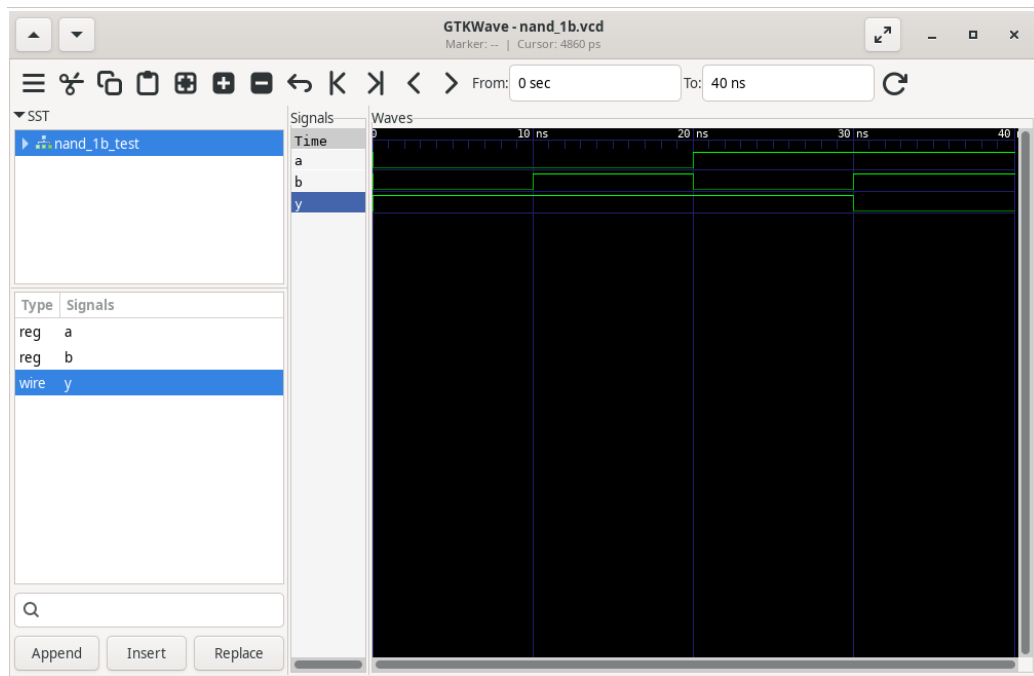 GTKWave - nand_1b.vcd
Marker: -- | Cursor: 4860 ps
From: 0 sec To: 40 ns
SST
nand_1b_test
Type Signals
reg a
reg b
wire y
Append Insert Replace
Signals
Time
a
b
y
Waves
0 10 ns 20 ns 30 ns 40